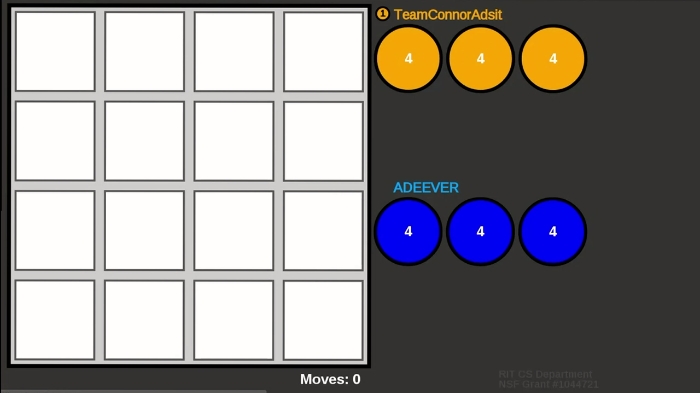 1 TeamConnorAdsit
4 4 4
ADEEVER
4 4 4
Moves: 0
RIT CS Department
NSF Grant #1044721